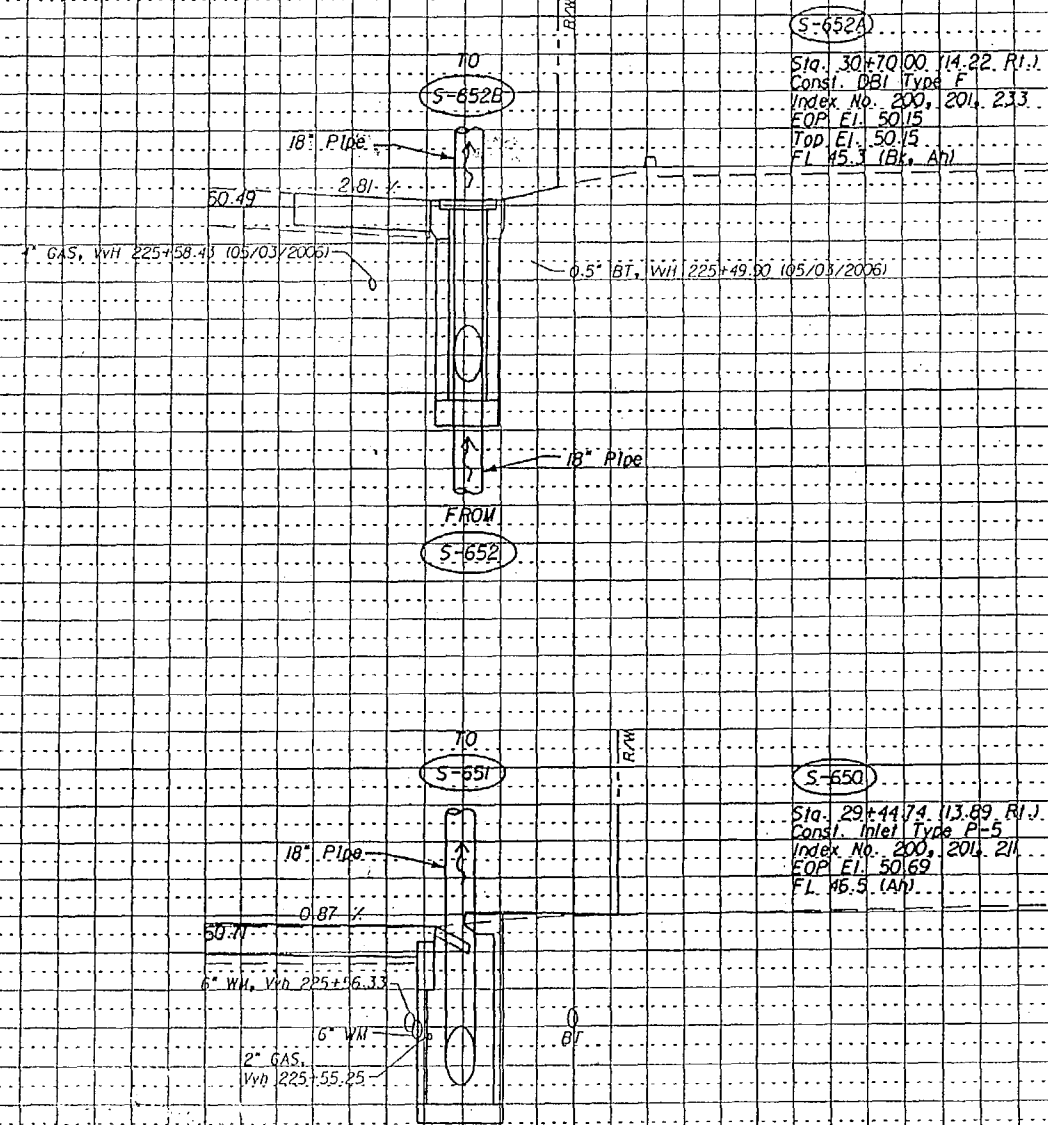 R/W
S-652A
Sta. 30+70.00 (14.22 Rt.)
Const. DBI Type F
Index No. 200, 201, 233
EOP El. 50.15
Top El. 50.15
FL 45.3 (Bk, Ah)
TO
S-652B
18" Pipe
2.81 %
50.49
GAS, VvH 225+58.43 (05/03/2006)
0.5" BT, VvH 225+49.90 (05/03/2006)
18" Pipe
FROM
S-652
TO
S-651
R/W
S-650
Sta. 29+44.74 (13.89 Rt.)
Const. Inlet Type P-5
Index No. 200, 201, 211
EOP El. 50.69
FL 46.5 (Ah)
18" Pipe
0.87 %
50.71
6" WM, Vvh 225+56.33
6" WM
BT
2" GAS,
Vvh 225+55.25